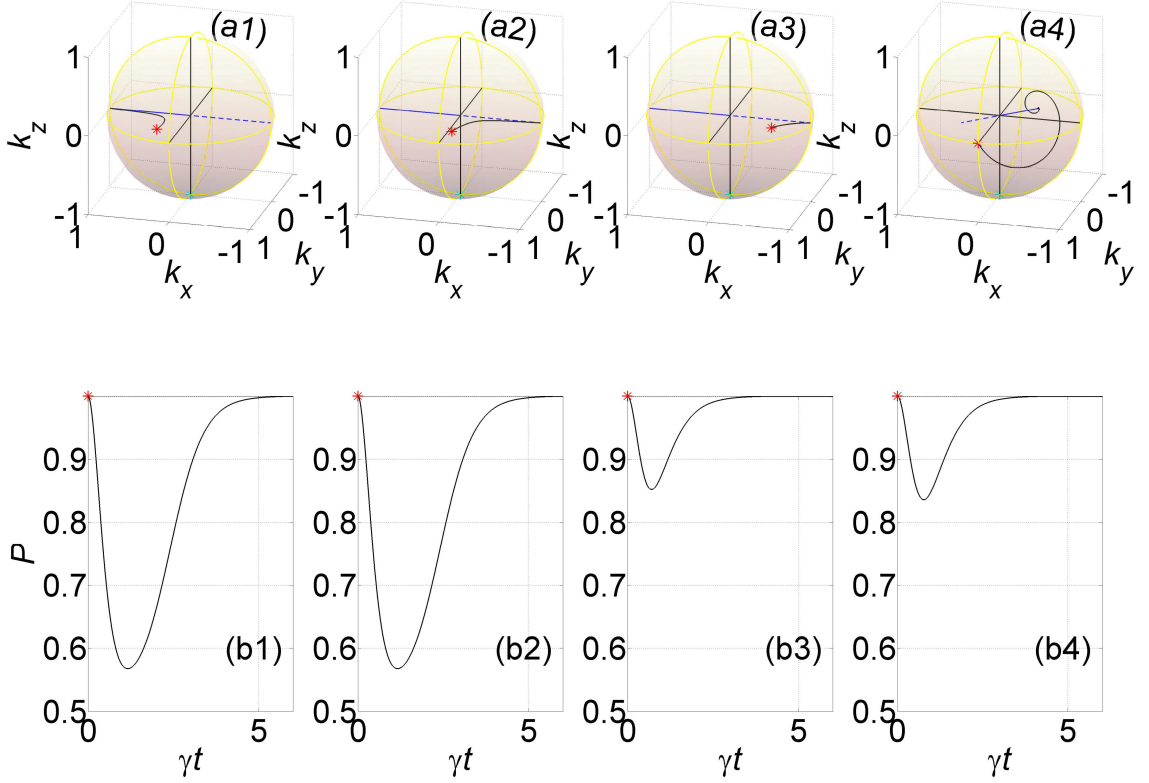 (a1) (a2) (a3) (a4)
1 1 1 1
k_z k_z k_z k_z
0 0 0 0
-1 -1 -1 -1
1 0 -1 1 0 -1
1 0 -1 1 0 -1
1 0 -1 1 0 -1
1 0 -1 1 0 -1
k_x k_y k_x k_y k_x k_y k_x k_y
P
0.9 0.9 0.9 0.9
0.8 0.8 0.8 0.8
0.7 0.7 0.7 0.7
0.6 (b1) 0.6 (b2) 0.6 (b3) 0.6 (b4)
0.5 0.5 0.5 0.5
0 5 0 5 0 5 0 5
γt γt γt γt